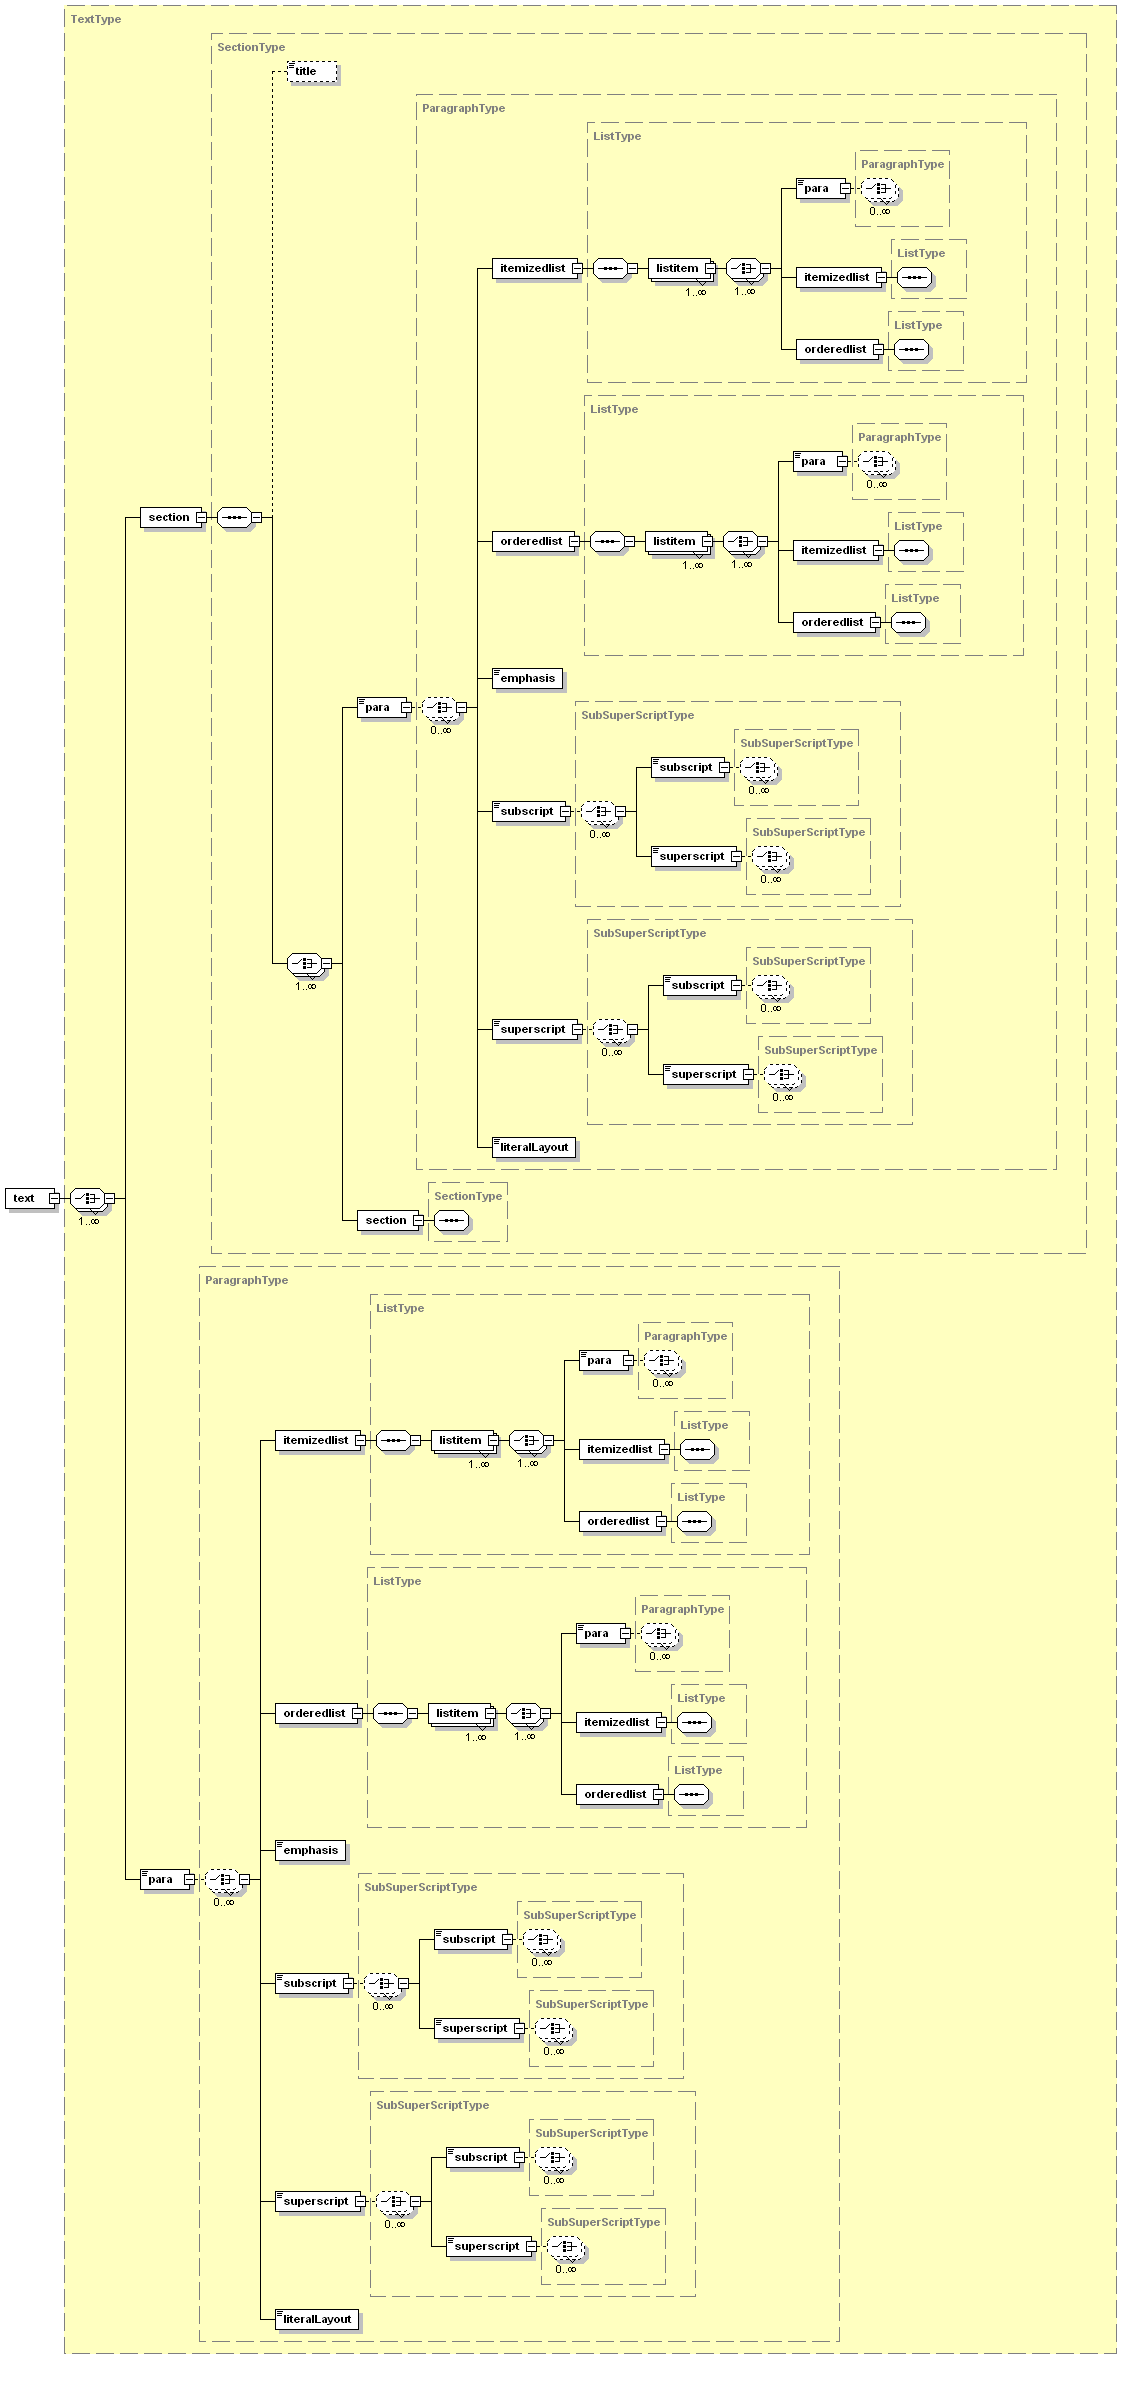 TextType
SectionType
title
ParagraphType
ListType
ParagraphType
para
0..∞
ListType
itemizedlist
listitem
1..∞
1..∞
itemizedlist
ListType
orderedlist
ListType
ParagraphType
para
0..∞
section
ListType
orderedlist
listitem
1..∞
1..∞
itemizedlist
ListType
orderedlist
emphasis
para
0..∞
SubSuperScriptType
SubSuperScriptType
subscript
0..∞
subscript
0..∞
SubSuperScriptType
superscript
0..∞
SubSuperScriptType
SubSuperScriptType
subscript
0..∞
1..∞
superscript
0..∞
SubSuperScriptType
superscript
0..∞
literalLayout
text
1..∞
SectionType
section
ParagraphType
ListType
ParagraphType
para
0..∞
ListType
itemizedlist
listitem
1..∞
1..∞
itemizedlist
ListType
orderedlist
ListType
ParagraphType
para
0..∞
ListType
orderedlist
listitem
1..∞
1..∞
itemizedlist
ListType
orderedlist
emphasis
para
0..∞
SubSuperScriptType
SubSuperScriptType
subscript
0..∞
subscript
0..∞
SubSuperScriptType
superscript
0..∞
SubSuperScriptType
SubSuperScriptType
subscript
0..∞
superscript
0..∞
SubSuperScriptType
superscript
0..∞
literalLayout